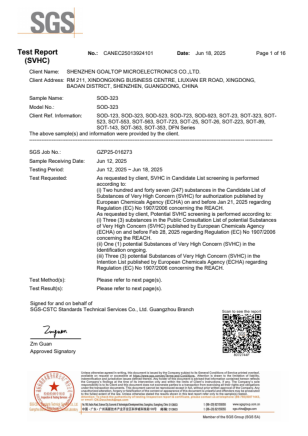 SGS
Test Report
(SVHC)
No.: CANEC25013924101 Date: Jun 18, 2025 Page 1 of 16
Client Name: SHENZHEN GOALTOP MICROELECTRONICS CO.,LTD.
Client Address: RM 211, XINDONGXING BUSINESS CENTRE, LIUXIAN ER ROAD, XINGDONG,
BAOAN DISTRICT, SHENZHEN, GUANGDONG, CHINA
Sample Name: SOD-323
Model No.: SOD-323
Client Ref. Information: SOD-123, SOD-323, SOD-523, SOD-723, SOD-923, SOT-23, SOT-323, SOT-
523, SOT-553, SOT-563, SOT-723, SOT-25, SOT-26, SOT-223, SOT-89,
SOT-143, SOT-363, SOT-353, DFN Series
The above sample(s) and information were provided by the client.
SGS Job No.: GZP25-016273
Sample Receiving Date: Jun 12, 2025
Testing Period: Jun 12, 2025 ~ Jun 18, 2025
Test Requested: As requested by client, SVHC in Candidate List screening is performed
according to:
(i) Two hundred and forty seven (247) substances in the Candidate List of
Substances of Very High Concern (SVHC) for authorization published by
European Chemicals Agency (ECHA) on and before Jan 21, 2025 regarding
Regulation (EC) No 1907/2006 concerning the REACH.
As requested by client, Potential SVHC screening is performed according to:
(i) Three (3) substances in the Public Consultation List of potential Substances
of Very High Concern (SVHC) published by European Chemicals Agency
(ECHA) on and before Feb 28, 2025 regarding Regulation (EC) No 1907/2006
concerning the REACH.
(ii) One (1) potential Substances of Very High Concern (SVHC) in the
Identification ongoing.
(iii) Three (3) potential Substances of Very High Concern (SVHC) in the
Intention List published by European Chemicals Agency (ECHA) regarding
Regulation (EC) No 1907/2006 concerning the REACH.
Test Method(s): Please refer to next page(s).
Test Result(s): Please refer to next page(s).
Signed for and on behalf of
SGS-CSTC Standards Technical Services Co., Ltd. Guangzhou Branch
Scan to see the report
Zm Guan
Approved Signatory
Member of the SGS Group (SGS SA)